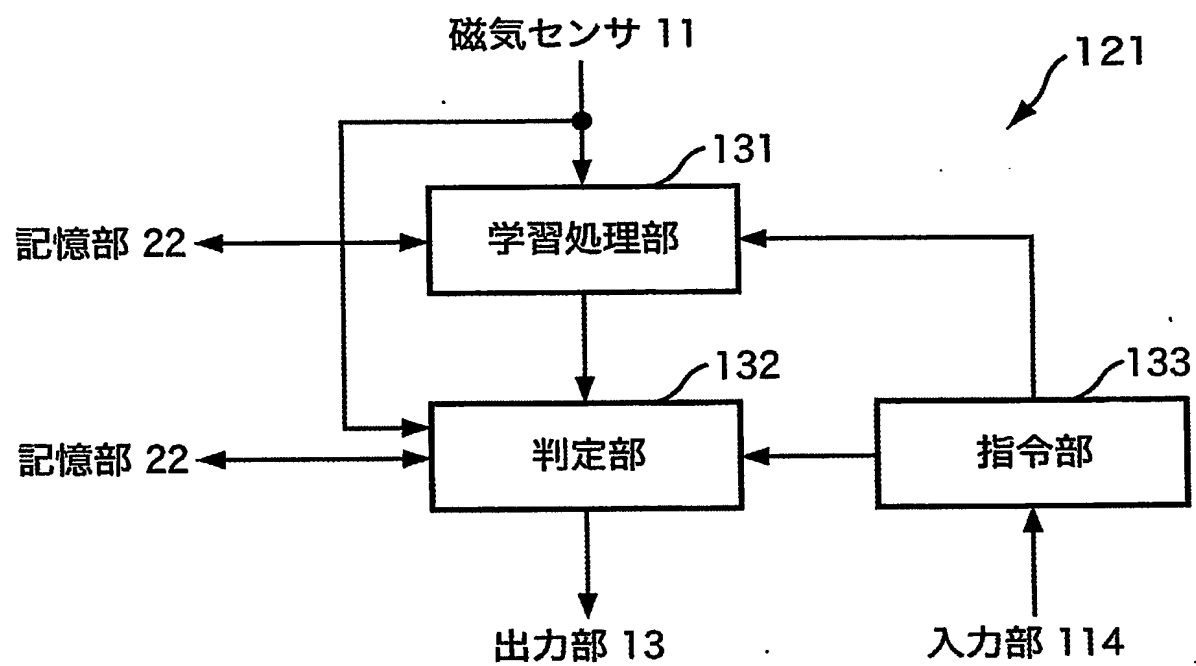 磁気センサ 11
121
131
記憶部 22
学習処理部
132
133
記憶部 22
判定部
指令部
出力部 13
入力部 114